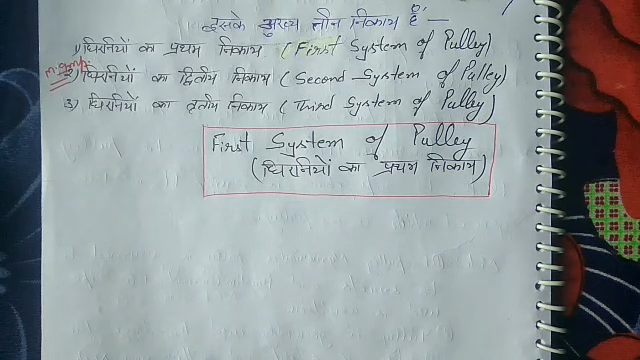 इसके मुख्य तीन निकाय हैं —
1) घिरनियों का प्रथम निकाय (First System of Pulley)
2) घिरनियों का द्वितीय निकाय (Second System of Pulley)
3) घिरनियों का तृतीय निकाय (Third System of Pulley)
First System of Pulley
(घिरनियों का प्रथम निकाय)